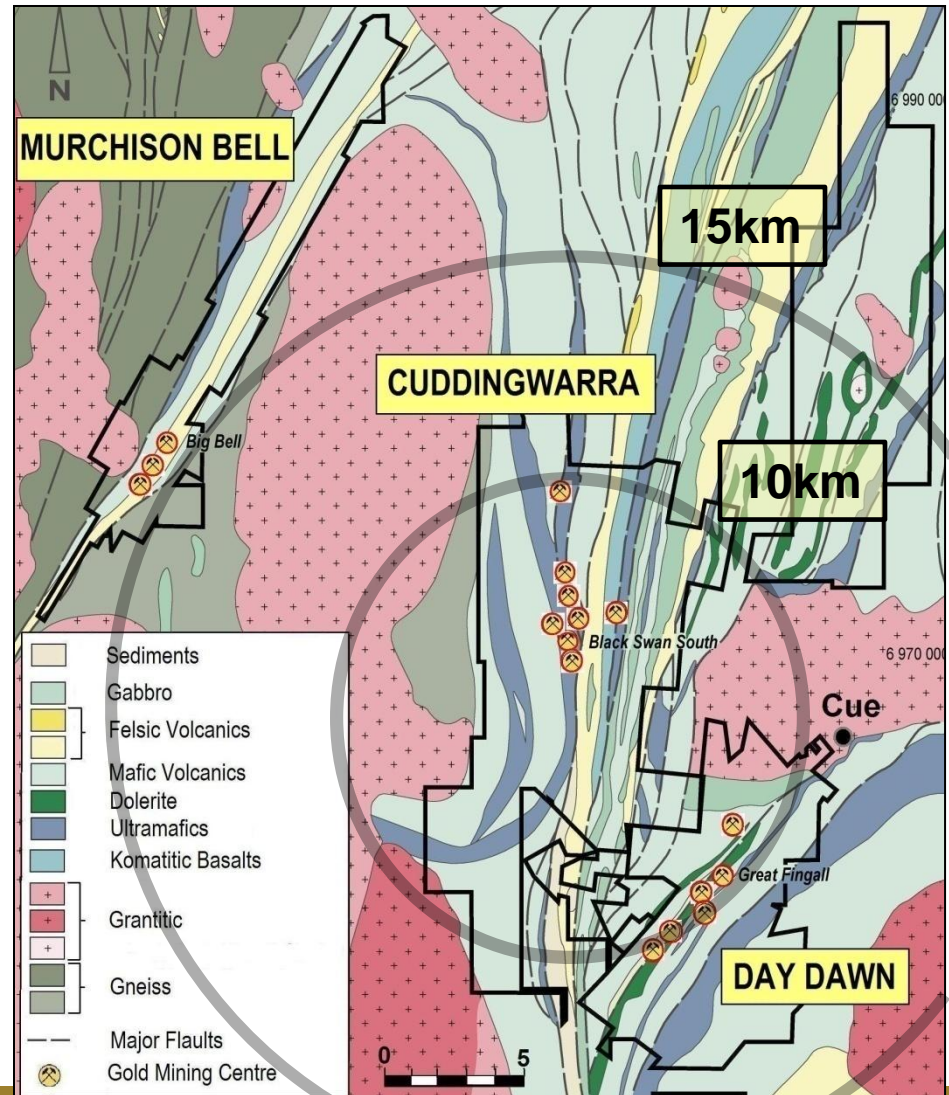 N
6 990 000
MURCHISON BELL
15km
CUDDINGWARRA
Big Bell
10km
Black Swan South
6 970 000
Cue
Great Fingall
DAY DAWN
Sediments
Gabbro
Felsic Volcanics
Mafic Volcanics
Dolerite
Ultramafics
Komatitic Basalts
Grantitic
Gneiss
Major Flaults
Gold Mining Centre
0 5